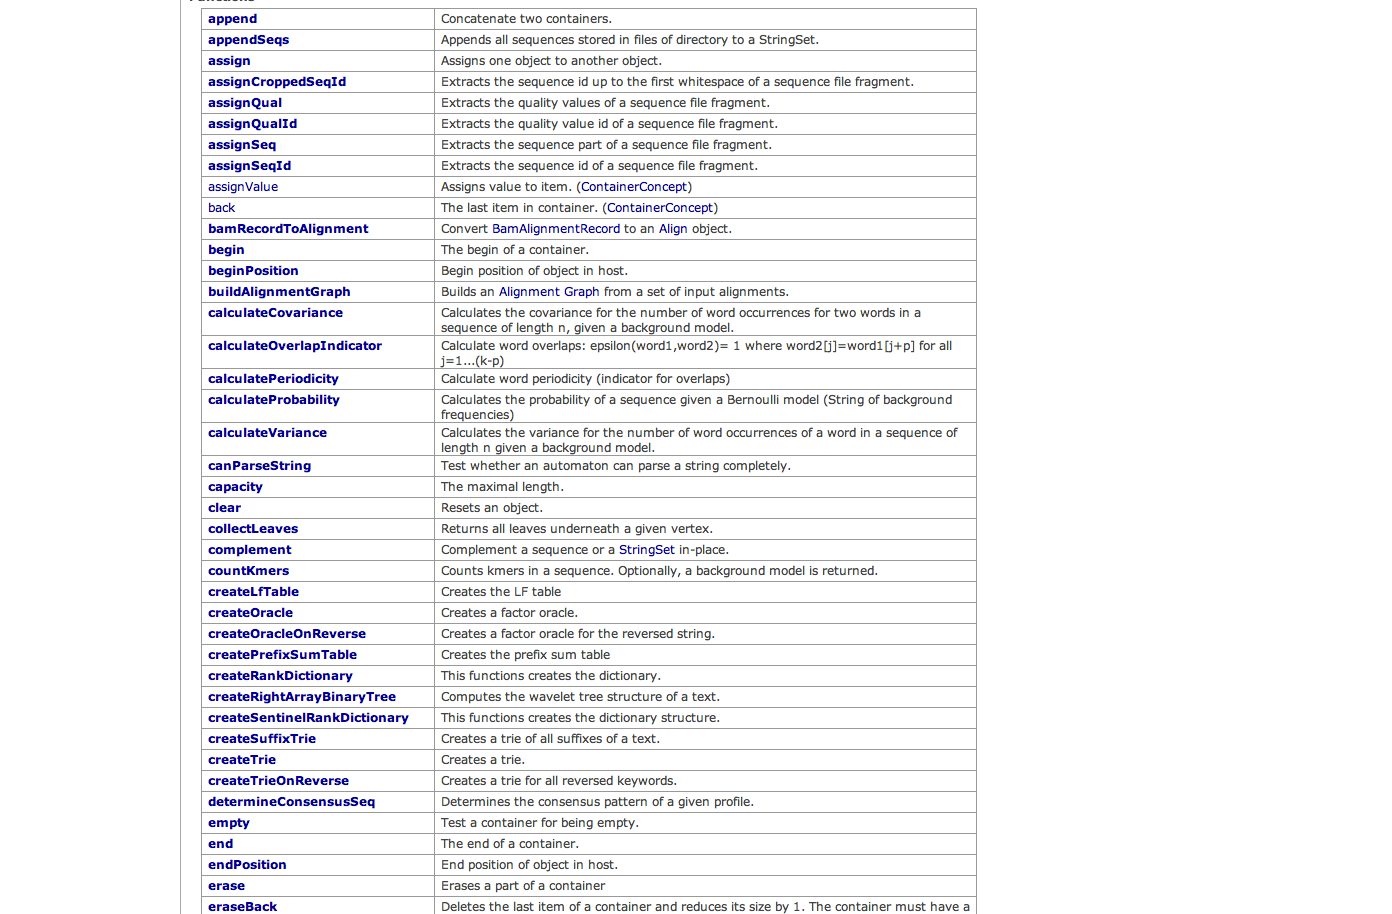 append Concatenate two containers.
appendSeqs Appends all sequences stored in files of directory to a StringSet.
assign Assigns one object to another object.
assignCroppedSeqId Extracts the sequence id up to the first whitespace of a sequence file fragment.
assignQual Extracts the quality values of a sequence file fragment.
assignQualId Extracts the quality value id of a sequence file fragment.
assignSeq Extracts the sequence part of a sequence file fragment.
assignSeqId Extracts the sequence id of a sequence file fragment.
assignValue Assigns value to item. (ContainerConcept)
back The last item in container. (ContainerConcept)
bamRecordToAlignment Convert BamAlignmentRecord to an Align object.
begin The begin of a container.
beginPosition Begin position of object in host.
buildAlignmentGraph Builds an Alignment Graph from a set of input alignments.
calculateCovariance Calculates the covariance for the number of word occurrences for two words in a
sequence of length n, given a background model.
calculateOverlapIndicator Calculate word overlaps: epsilon(word1,word2)= 1 where word2[j]=word1[j+p] for all
j=1...(k-p)
calculatePeriodicity Calculate word periodicity (indicator for overlaps)
calculateProbability Calculates the probability of a sequence given a Bernoulli model (String of background
frequencies)
calculateVariance Calculates the variance for the number of word occurrences of a word in a sequence of
length n given a background model.
canParseString Test whether an automaton can parse a string completely.
capacity The maximal length.
clear Resets an object.
collectLeaves Returns all leaves underneath a given vertex.
complement Complement a sequence or a StringSet in-place.
countKmers Counts kmers in a sequence. Optionally, a background model is returned.
createLfTable Creates the LF table
createOracle Creates a factor oracle.
createOracleOnReverse Creates a factor oracle for the reversed string.
createPrefixSumTable Creates the prefix sum table
createRankDictionary This functions creates the dictionary.
createRightArrayBinaryTree Computes the wavelet tree structure of a text.
createSentinelRankDictionary This functions creates the dictionary structure.
createSuffixTrie Creates a trie of all suffixes of a text.
createTrie Creates a trie.
createTrieOnReverse Creates a trie for all reversed keywords.
determineConsensusSeq Determines the consensus pattern of a given profile.
empty Test a container for being empty.
end The end of a container.
endPosition End position of object in host.
erase Erases a part of a container
eraseBack Deletes the last item of a container and reduces its size by 1. The container must have a